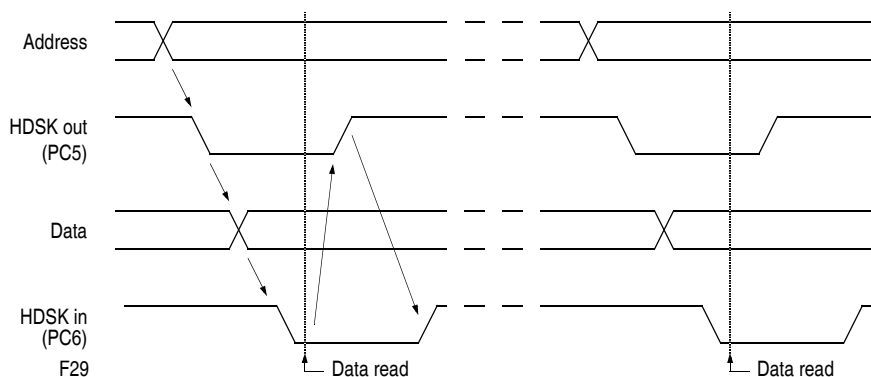 Address
HDSK out
(PC5)
Data
HDSK in
(PC6)
F29
Data read
Data read